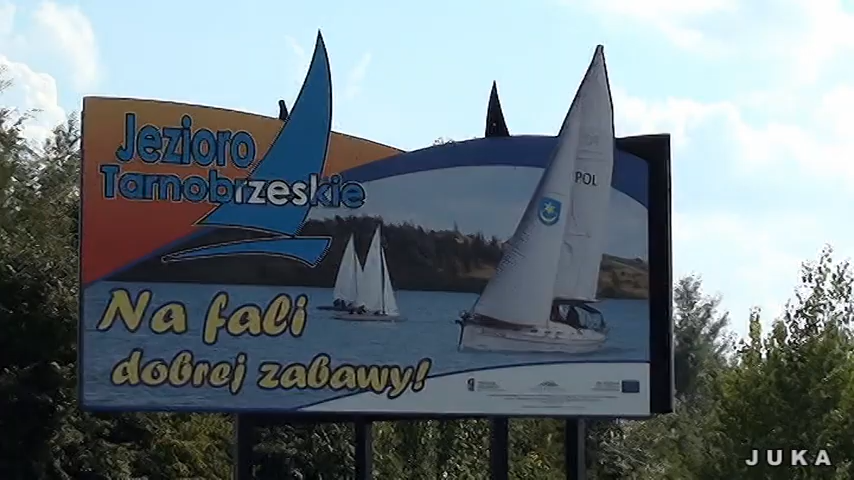 Jezioro
Tarnobrzeskie
POL
Na fali
dobrej zabawy!
JUKA